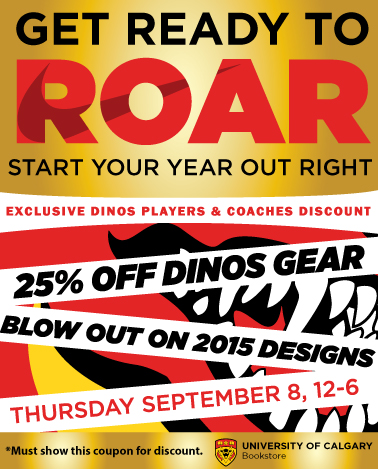 GET READY TO
ROAR
START YOUR YEAR OUT RIGHT
EXCLUSIVE DINOS PLAYERS & COACHES DISCOUNT
25% OFF DINOS GEAR
BLOW OUT ON 2015 DESIGNS
THURSDAY SEPTEMBER 8, 12-6
*Must show this coupon for discount.
UNIVERSITY OF CALGARY
Bookstore